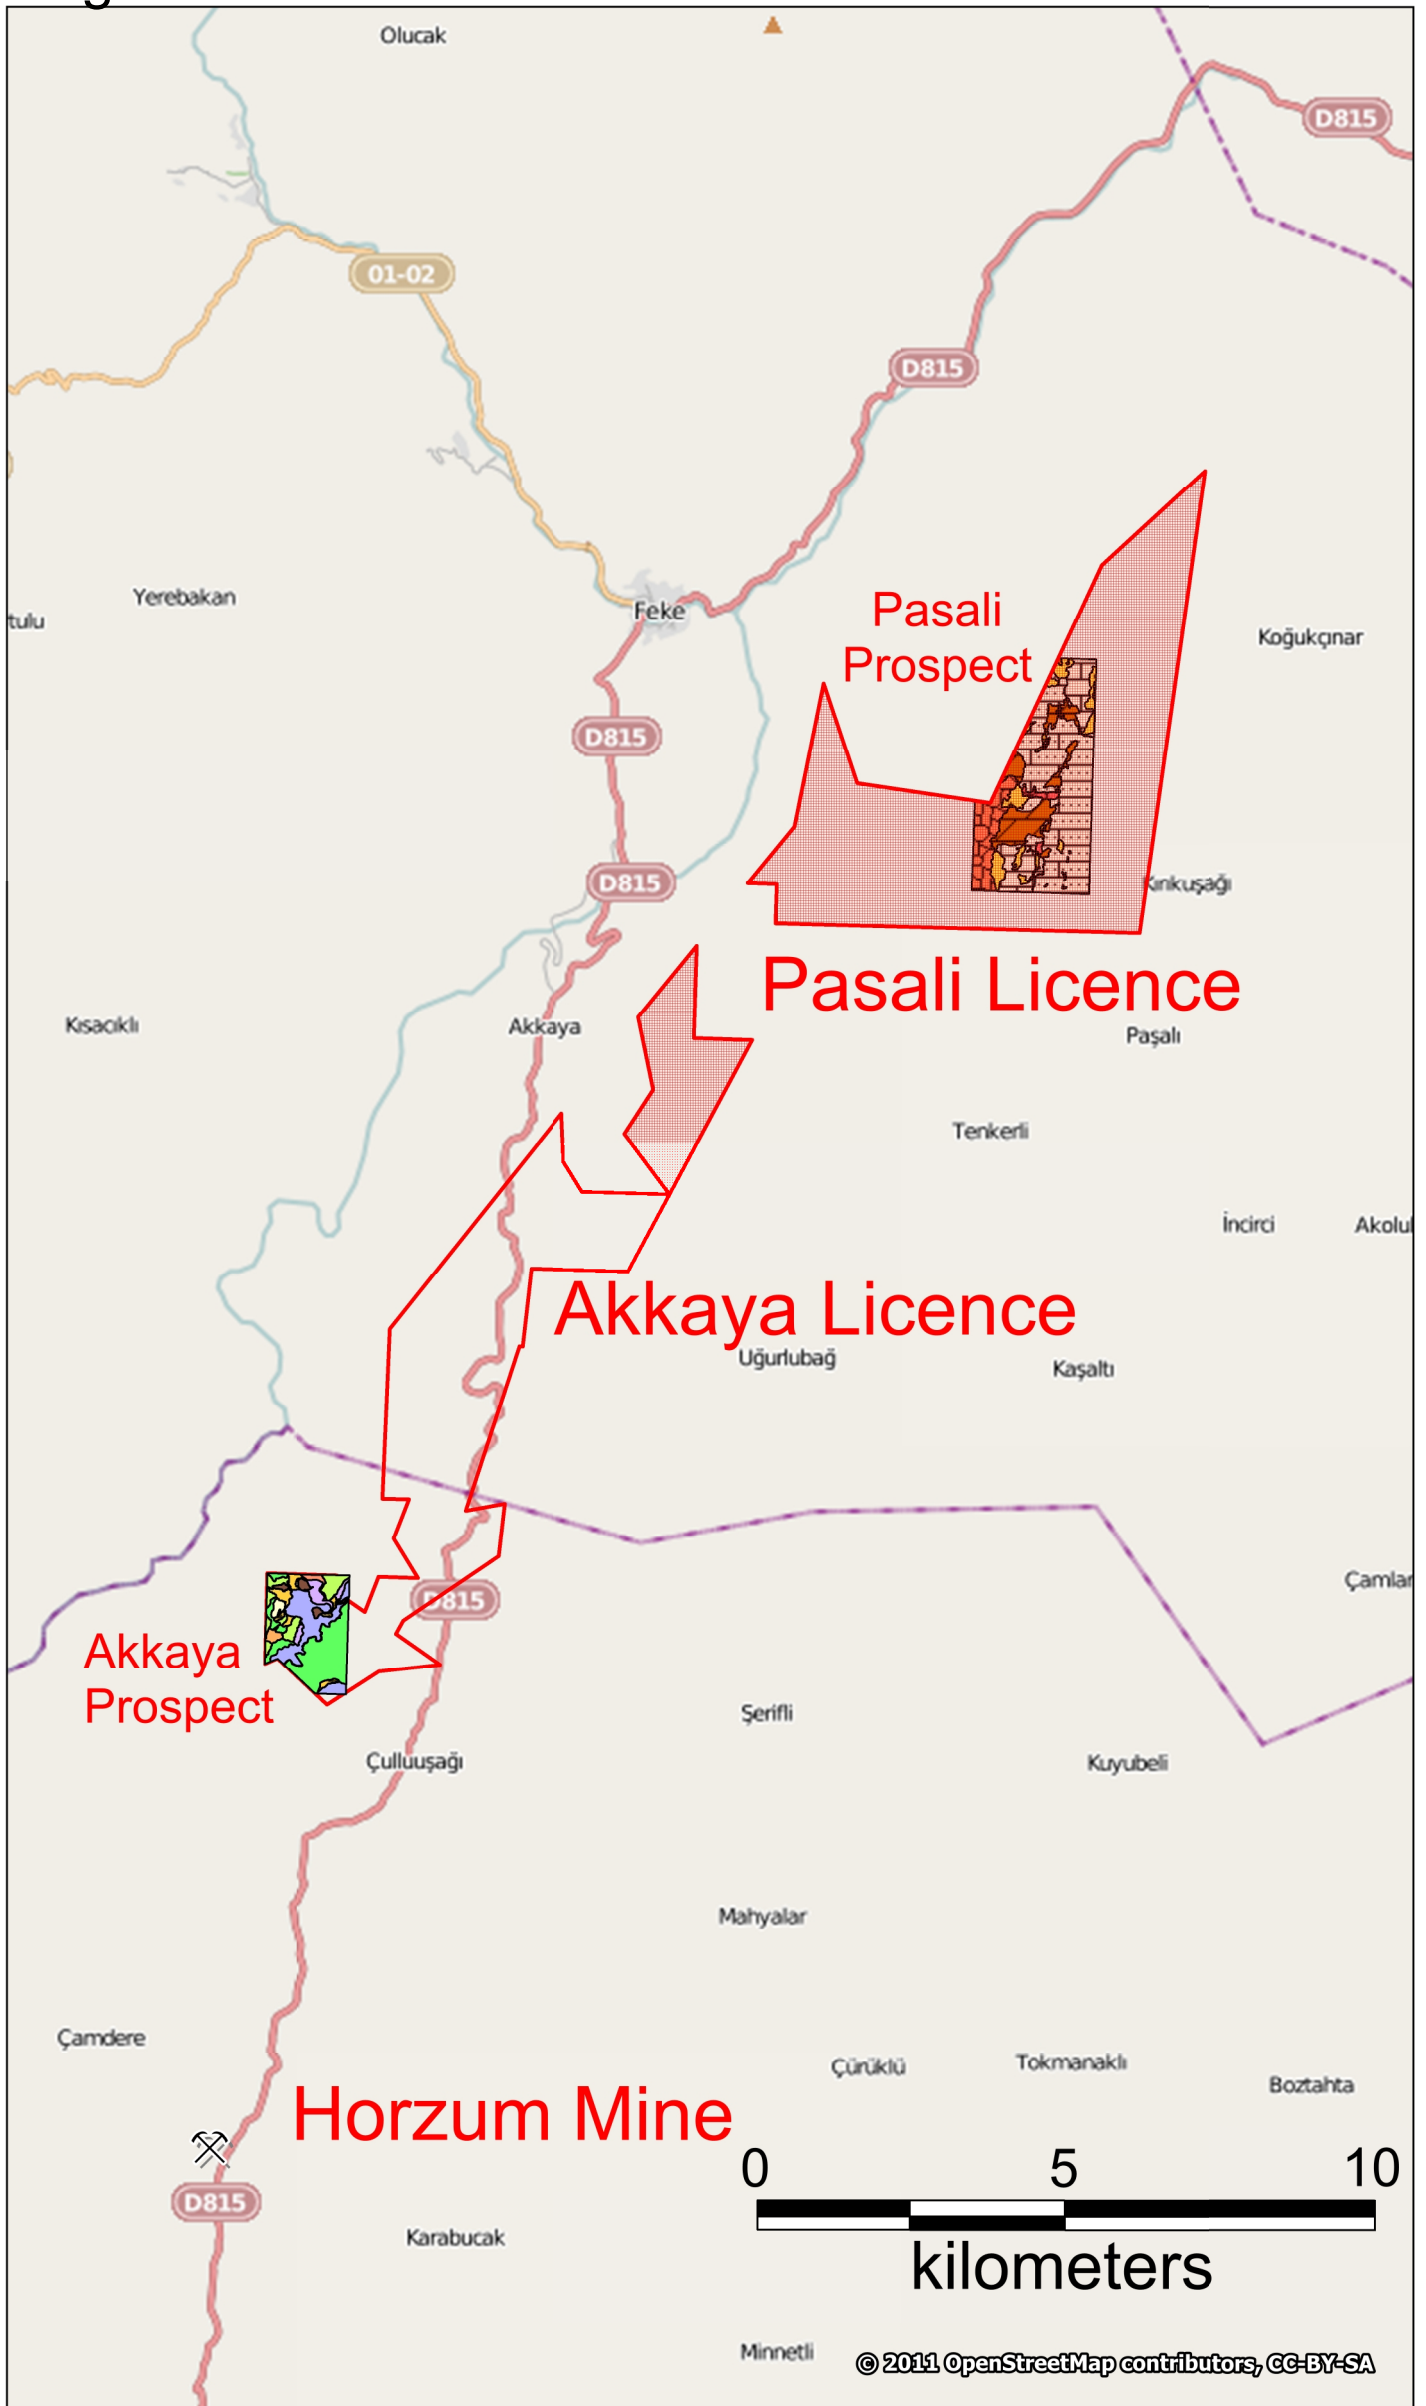 Olucak
D815
01-02
D815
Yerebakan
Feke
Pasali
Prospect
tulu
Koğukçınar
D815
D815
Kırıkuşağı
Pasali Licence
Kısacıklı
Akkaya
Paşalı
Tenkerli
İncirci
Akolul
Akkaya Licence
Uğurlubağ
Kaşaltı
Çamlar
D815
Akkaya
Prospect
Şerifli
Çulluuşağı
Kuyubeli
Mahyalar
Çamdere
Çürüklü
Tokmanaklı
Boztahta
Horzum Mine
0 5 10
D815
Karabucak
kilometers
Minnetli
© 2011 OpenStreetMap contributors, CC-BY-SA